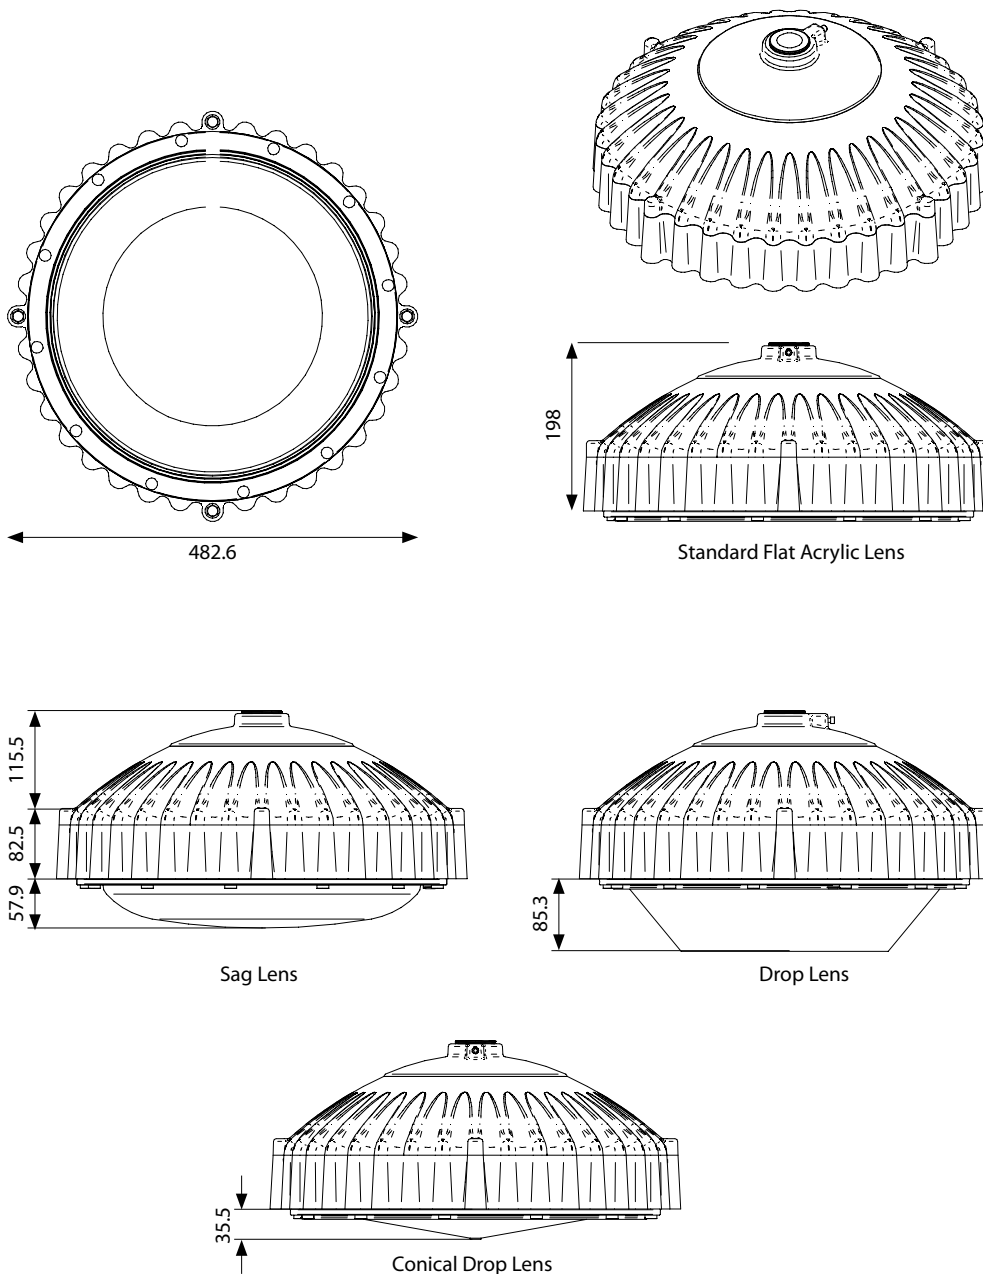 198
482.6
Standard Flat Acrylic Lens
115.5
82.5
57.9
85.3
Sag Lens
Drop Lens
35.5
Conical Drop Lens